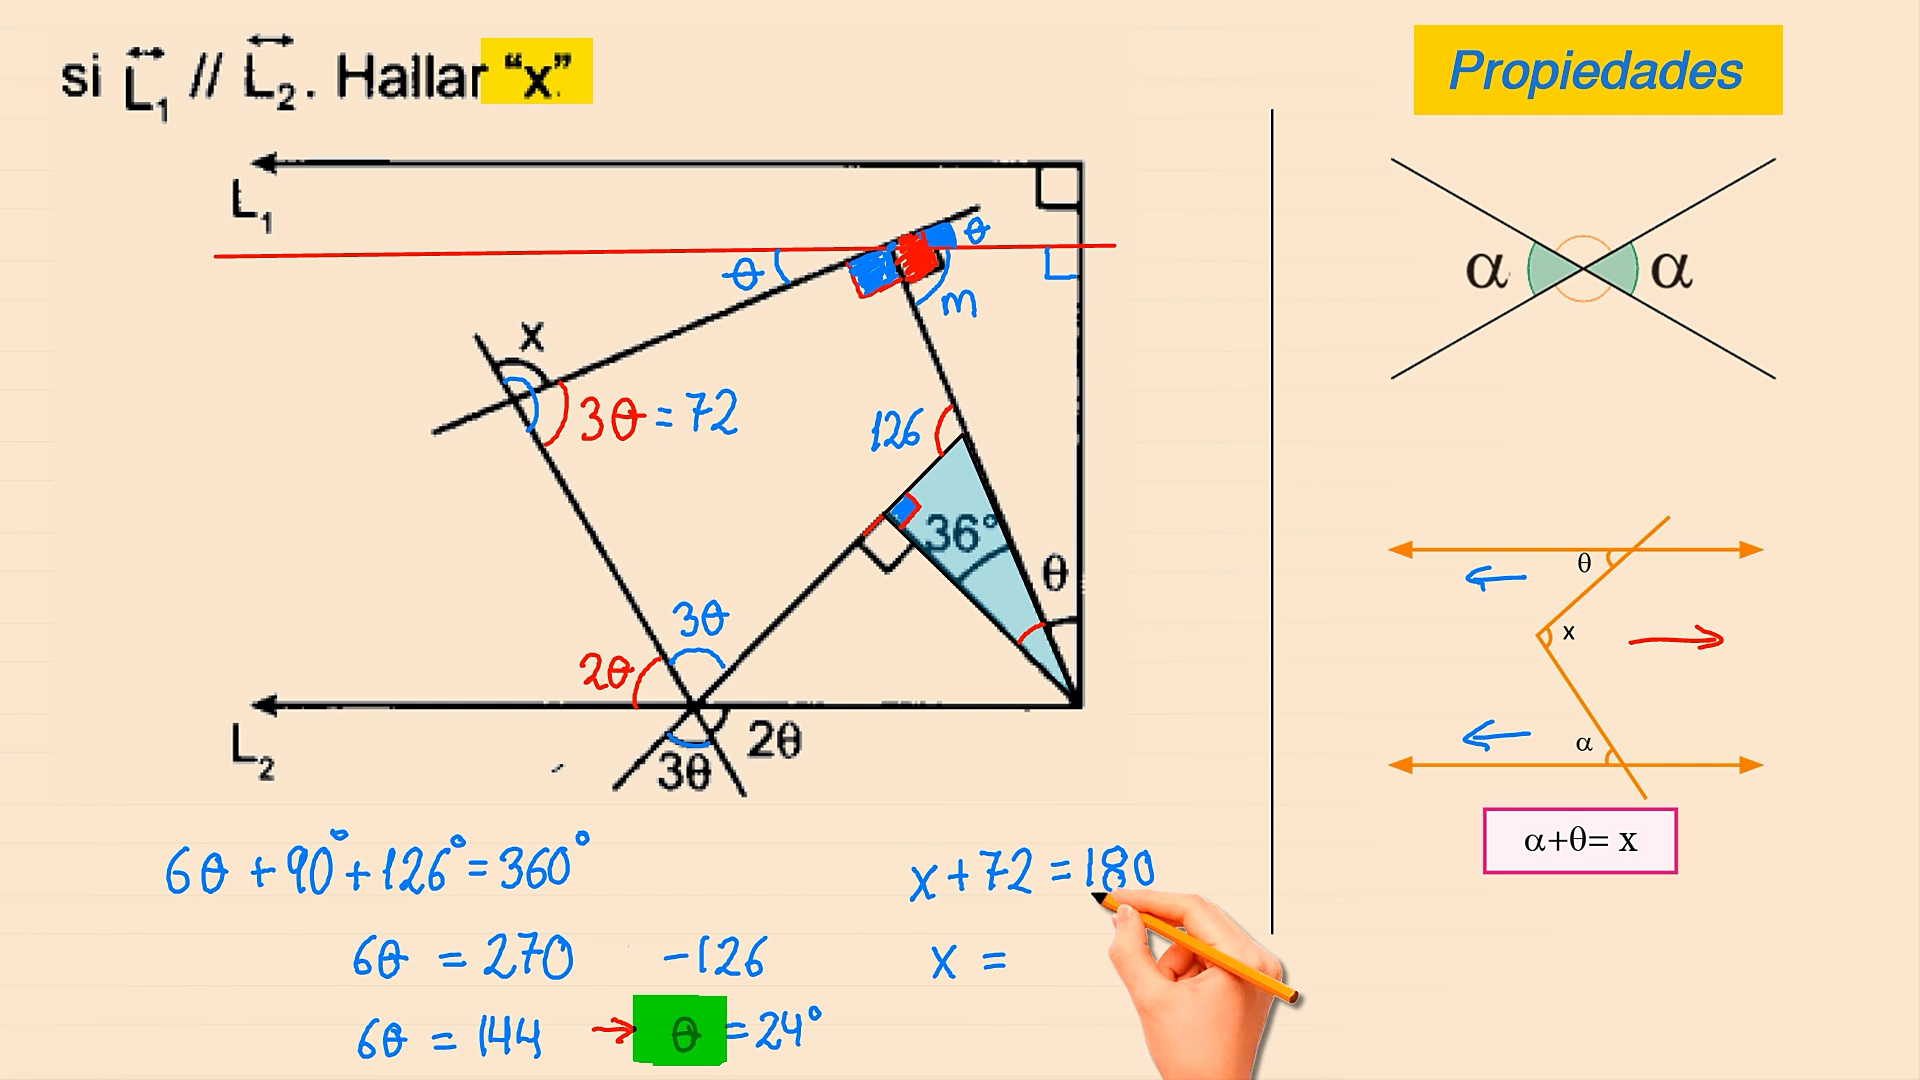 si L₁ // L₂. Hallar “x”.
Propiedades
L₁
θ
θ
m
α
α
x
3θ = 72
126
36°
θ
θ
x
3θ
2θ
α
L₂
2θ
3θ
α+θ= x
6θ + 90° + 126° = 360°
x + 72 = 180
6θ = 270 - 126
x =
6θ = 144 → θ = 24°